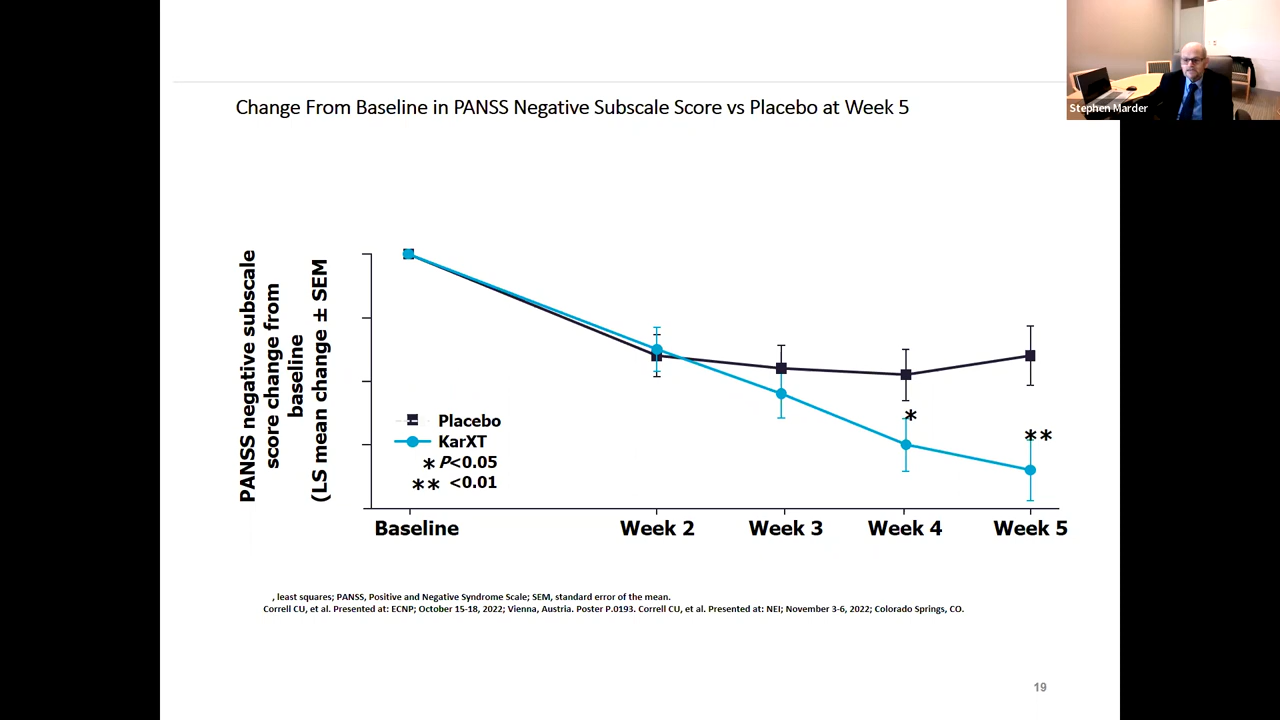 Stephen Marder
Change From Baseline in PANSS Negative Subscale Score vs Placebo at Week 5
PANSS negative subscale
score change from
baseline
(LS mean change ± SEM
Placebo
KarXT
* P<0.05
** <0.01
*
**
Baseline
Week 2
Week 3
Week 4
Week 5
, least squares; PANSS, Positive and Negative Syndrome Scale; SEM, standard error of the mean.
Correll CU, et al. Presented at: ECNP; October 15-18, 2022; Vienna, Austria. Poster P.0193. Correll CU, et al. Presented at: NEI; November 3-6, 2022; Colorado Springs, CO.
19